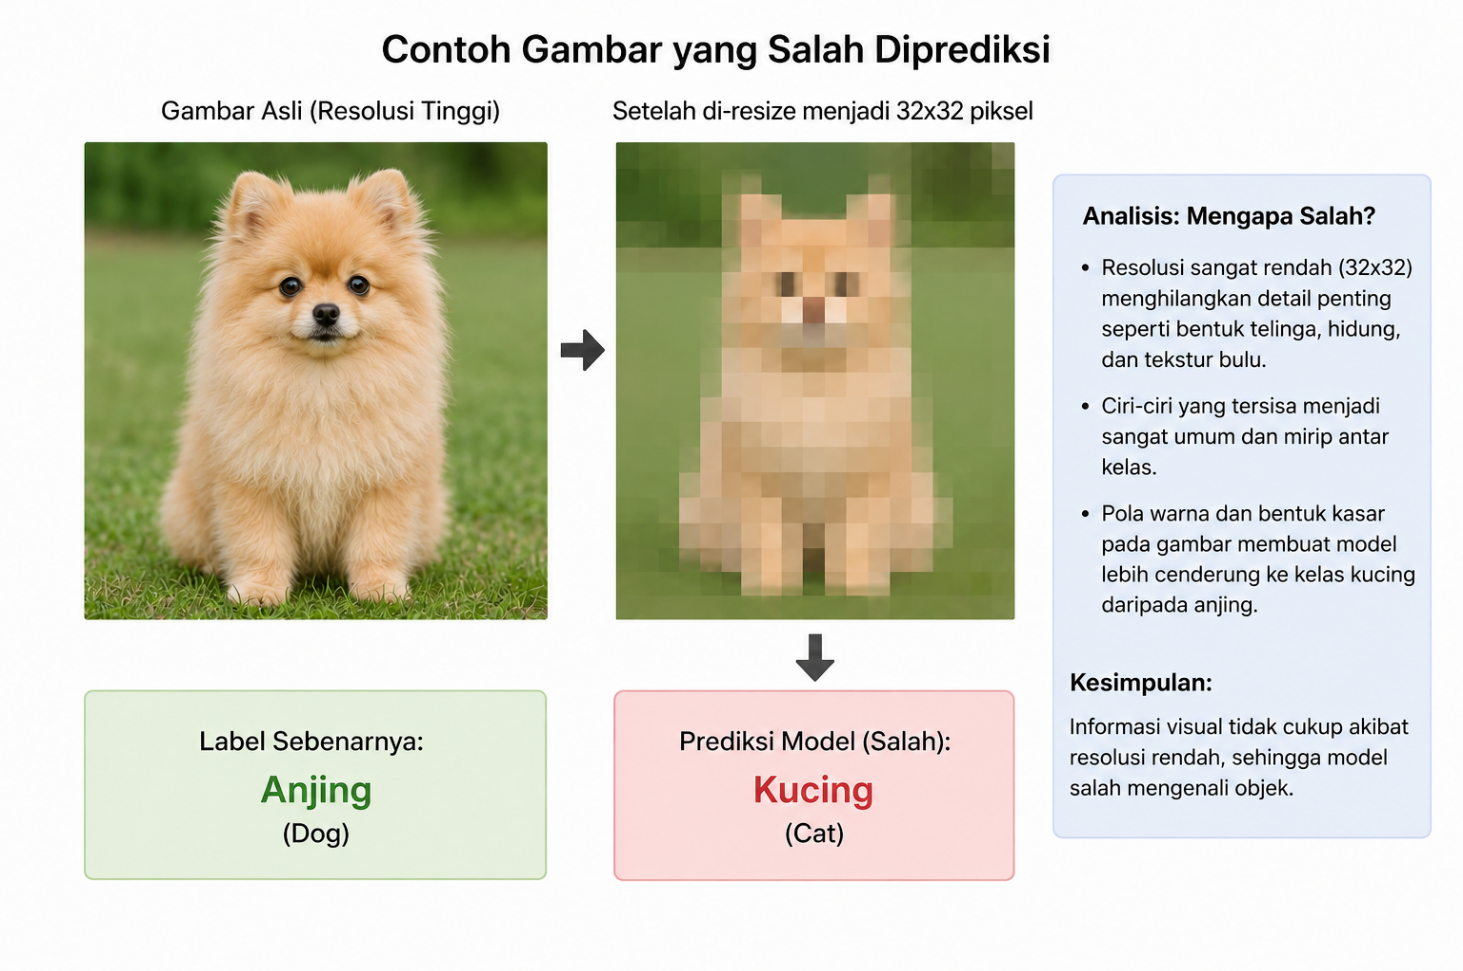 Contoh Gambar yang Salah Diprediksi
Gambar Asli (Resolusi Tinggi)
Setelah di-resize menjadi 32x32 piksel
Label Sebenarnya:
Anjing
(Dog)
Prediksi Model (Salah):
Kucing
(Cat)
Analisis: Mengapa Salah?
• Resolusi sangat rendah (32x32)
menghilangkan detail penting
seperti bentuk telinga, hidung,
dan tekstur bulu.
• Ciri-ciri yang tersisa menjadi
sangat umum dan mirip antar
kelas.
• Pola warna dan bentuk kasar
pada gambar membuat model
lebih cenderung ke kelas kucing
daripada anjing.
Kesimpulan:
Informasi visual tidak cukup akibat
resolusi rendah, sehingga model
salah mengenali objek.